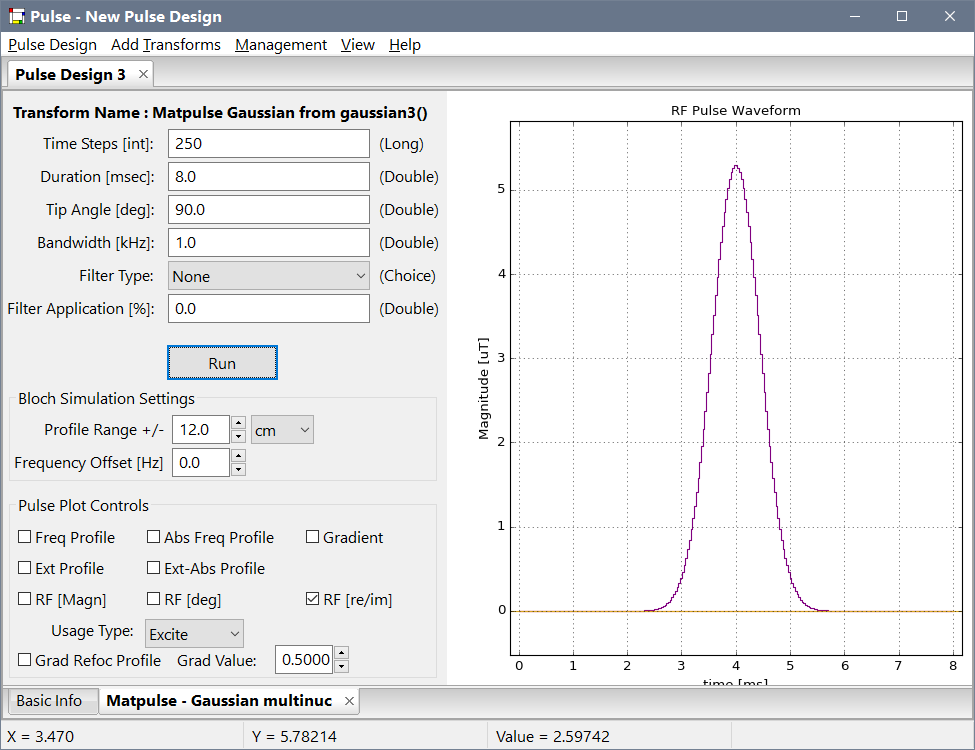 Pulse - New Pulse Design
Pulse Design Add Transforms Management View Help
Pulse Design 3
Transform Name : Matpulse Gaussian from gaussian3()
Time Steps [int]: 250 (Long)
Duration [msec]: 8.0 (Double)
Tip Angle [deg]: 90.0 (Double)
Bandwidth [kHz]: 1.0 (Double)
Filter Type: None (Choice)
Filter Application [%]: 0.0 (Double)
Run
Bloch Simulation Settings
Profile Range +/- 12.0 cm
Frequency Offset [Hz] 0.0
Pulse Plot Controls
Freq Profile Abs Freq Profile Gradient
Ext Profile Ext-Abs Profile
RF [Magn] RF [deg] RF [re/im]
Usage Type: Excite
Grad Refoc Profile Grad Value: 0.5000
RF Pulse Waveform
Magnitude [uT]
5
4
3
2
1
0
0 1 2 3 4 5 6 7 8
time [ms]
Basic Info Matpulse - Gaussian multinuc
X = 3.470 Y = 5.78214 Value = 2.59742